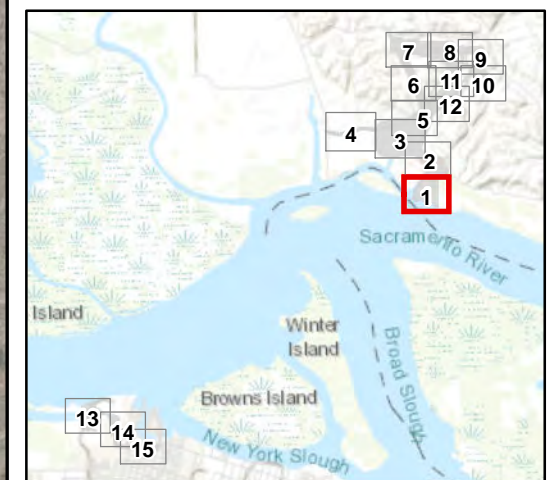 7 8 9
6 11 10
12
5
4 3
2
1
Sacramento River
Island
Winter
Island
Broad Slough
Browns Island
13
14
15
New York Slough